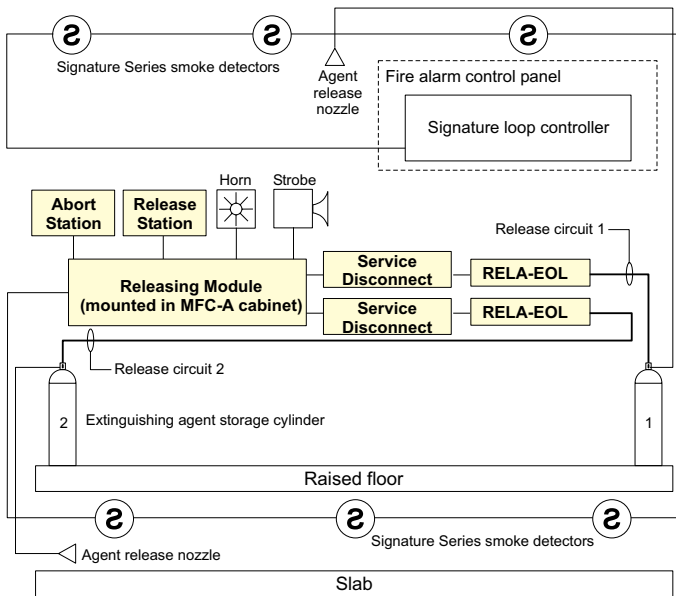 S S S
Signature Series smoke detectors
Agent
release
nozzle
Fire alarm control panel
Signature loop controller
Horn
Strobe
Abort
Station
Release
Station
Release circuit 1
Service
Disconnect
RELA-EOL
Releasing Module
(mounted in MFC-A cabinet)
Service
Disconnect
RELA-EOL
Release circuit 2
2
Extinguishing agent storage cylinder
1
Raised floor
S S S
Signature Series smoke detectors
Agent release nozzle
Slab